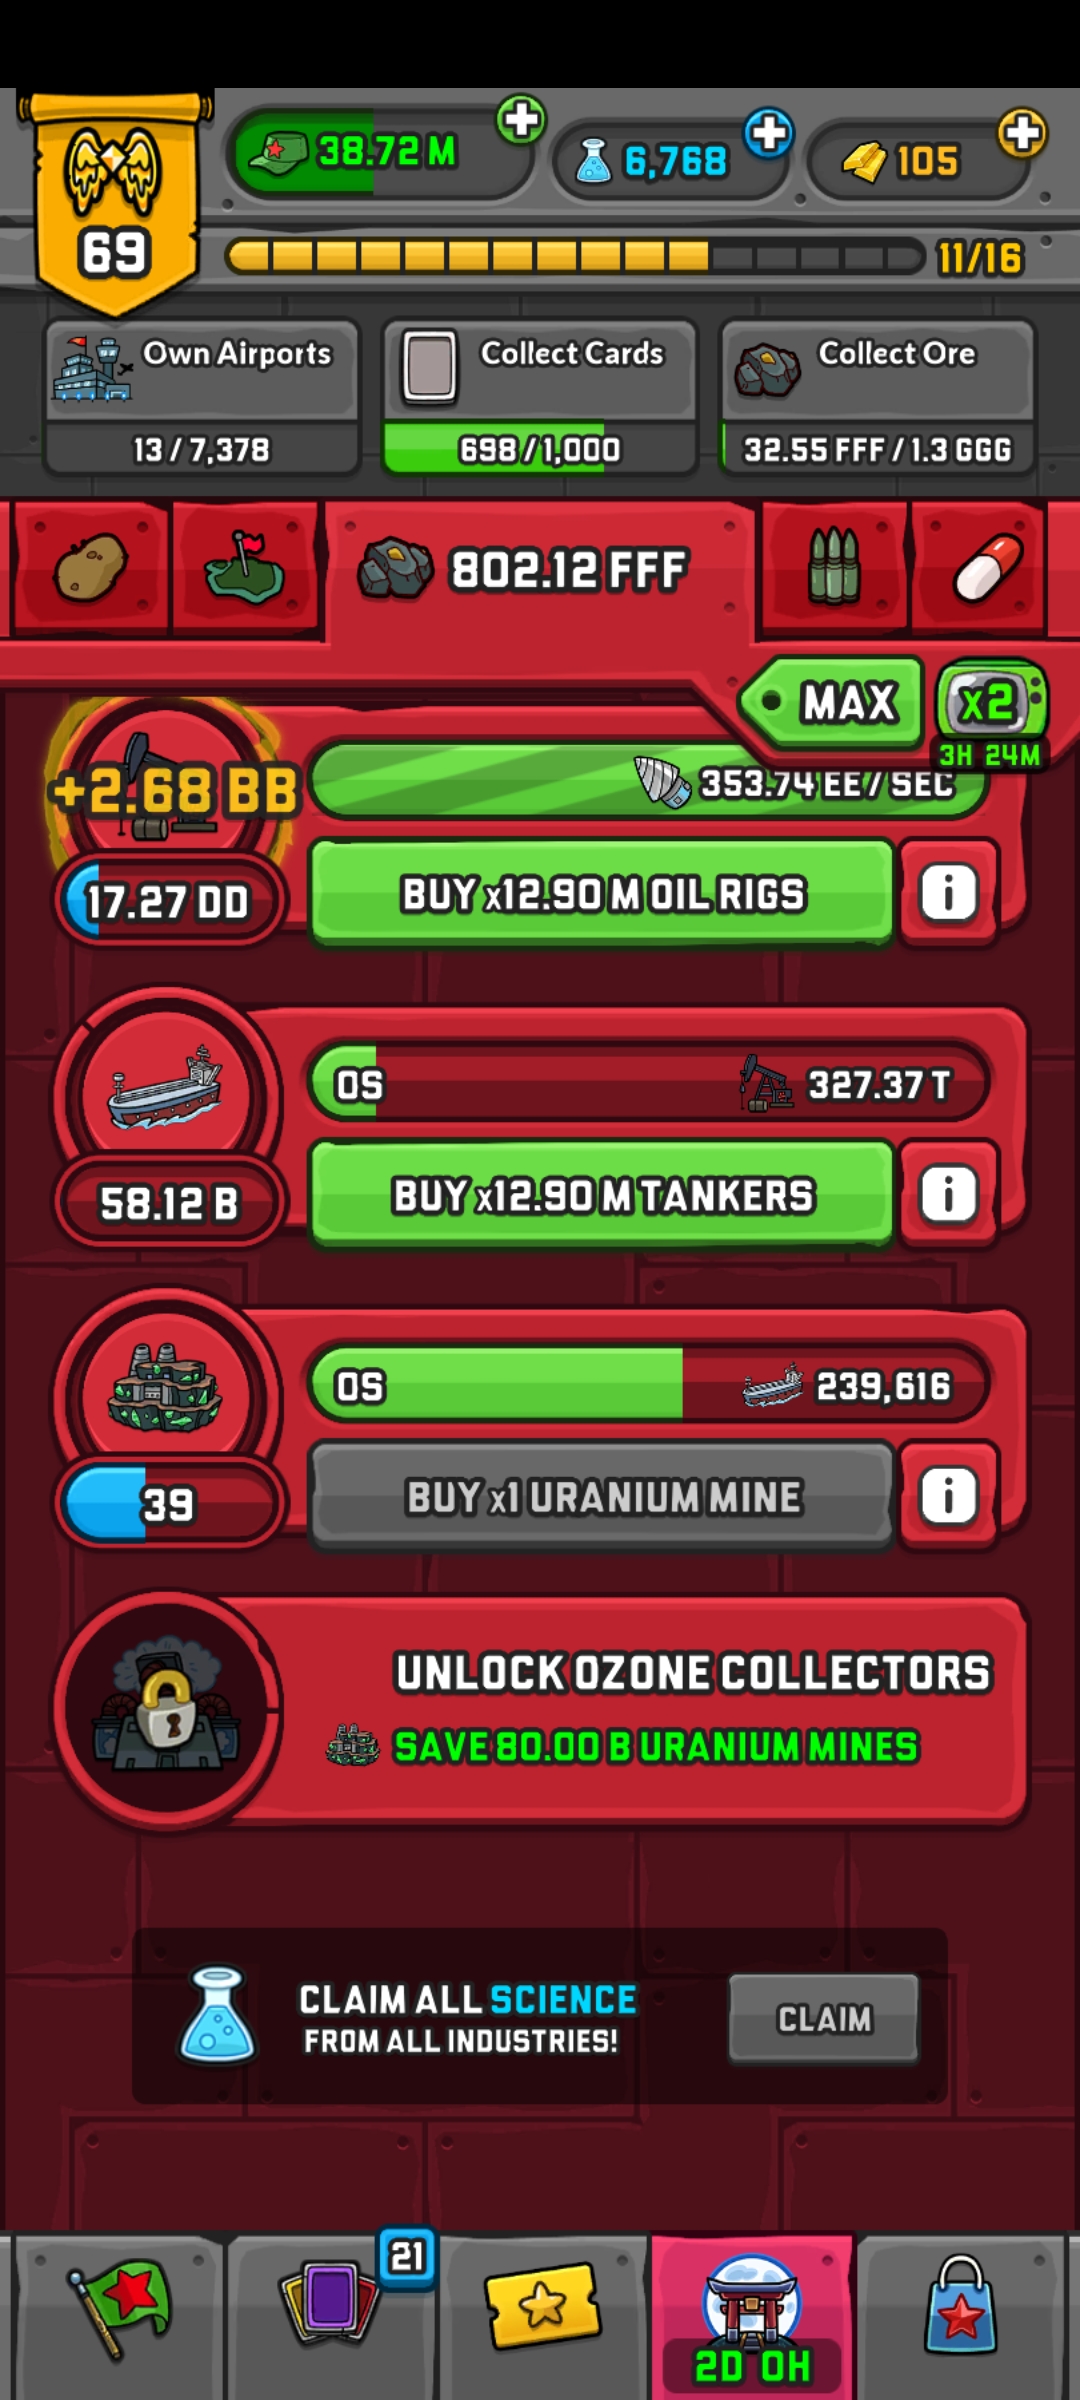 69
38.72 M
6,768
105
11/16
Own Airports
13 / 7,378
Collect Cards
698 / 1,000
Collect Ore
32.55 FFF / 1.3 GGG
802.12 FFF
MAX
x2
3H 24M
+2.68 BB
353.74 EE / SEC
17.27 DD
BUY x12.90 M OIL RIGS
i
0S
327.37 T
58.12 B
BUY x12.90 M TANKERS
i
0S
239,616
39
BUY x1 URANIUM MINE
i
UNLOCK OZONE COLLECTORS
SAVE 80.00 B URANIUM MINES
CLAIM ALL SCIENCE
FROM ALL INDUSTRIES!
CLAIM
21
2D 0H